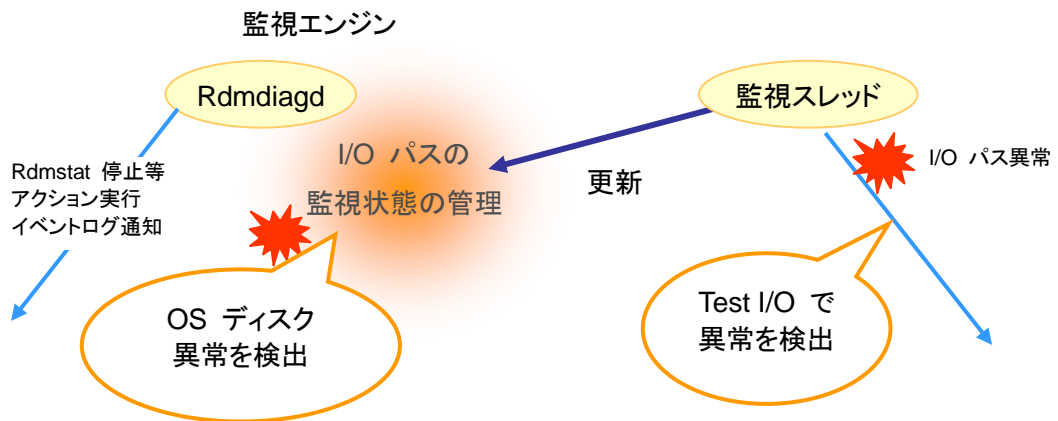 監視エンジン
Rdmdiagd
監視スレッド
I/O パスの
監視状態の管理
更新
I/O パス異常
Rdmstat 停止等
アクション実行
イベントログ通知
OS ディスク
異常を検出
Test I/O で
異常を検出